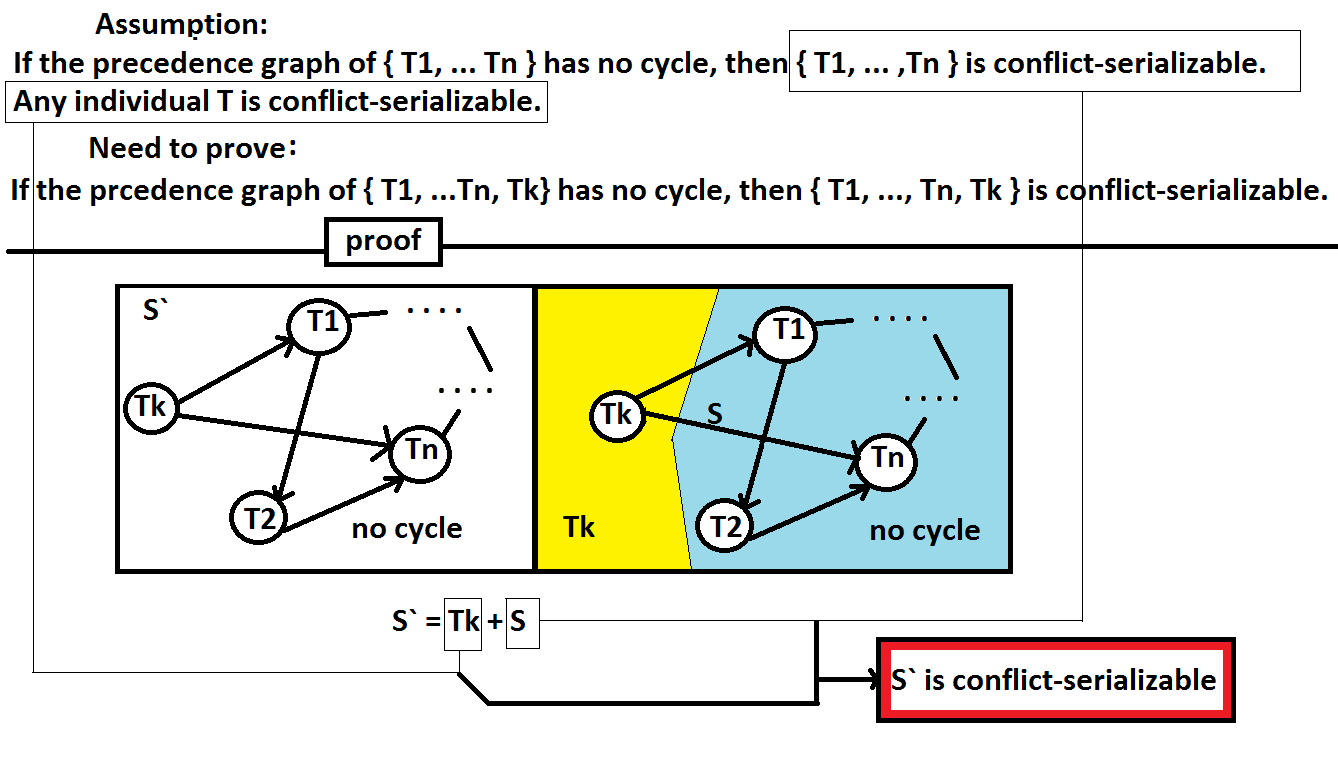 Assumption:
If the precedence graph of { T1, ... Tn } has no cycle, then { T1, ... ,Tn } is conflict-serializable.
Any individual T is conflict-serializable.
Need to prove:
If the prcedence graph of { T1, ...Tn, Tk} has no cycle, then { T1, ..., Tn, Tk } is conflict-serializable.
proof
S`
T1
....
....
Tk
Tn
T2
no cycle
T1
....
....
Tk
S
Tn
Tk
T2
no cycle
S` = Tk + S
S` is conflict-serializable